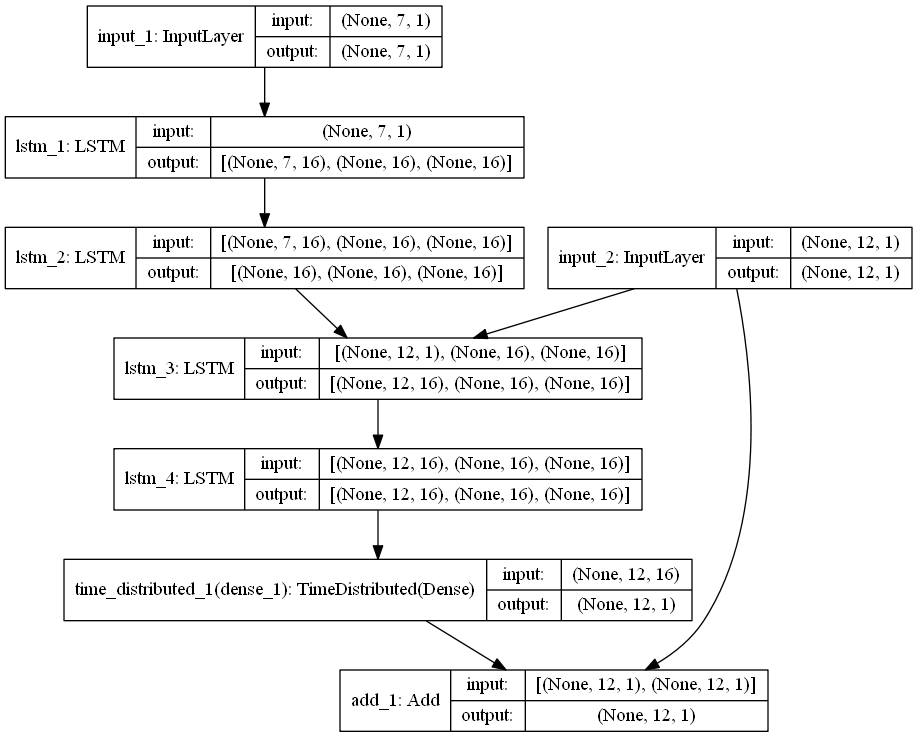 input_1: InputLayer
input: (None, 7, 1)
output: (None, 7, 1)
lstm_1: LSTM
input: (None, 7, 1)
output: [(None, 7, 16), (None, 16), (None, 16)]
lstm_2: LSTM
input: [(None, 7, 16), (None, 16), (None, 16)]
output: [(None, 16), (None, 16), (None, 16)]
input_2: InputLayer
input: (None, 12, 1)
output: (None, 12, 1)
lstm_3: LSTM
input: [(None, 12, 1), (None, 16), (None, 16)]
output: [(None, 12, 16), (None, 16), (None, 16)]
lstm_4: LSTM
input: [(None, 12, 16), (None, 16), (None, 16)]
output: [(None, 12, 16), (None, 16), (None, 16)]
time_distributed_1(dense_1): TimeDistributed(Dense)
input: (None, 12, 16)
output: (None, 12, 1)
add_1: Add
input: [(None, 12, 1), (None, 12, 1)]
output: (None, 12, 1)